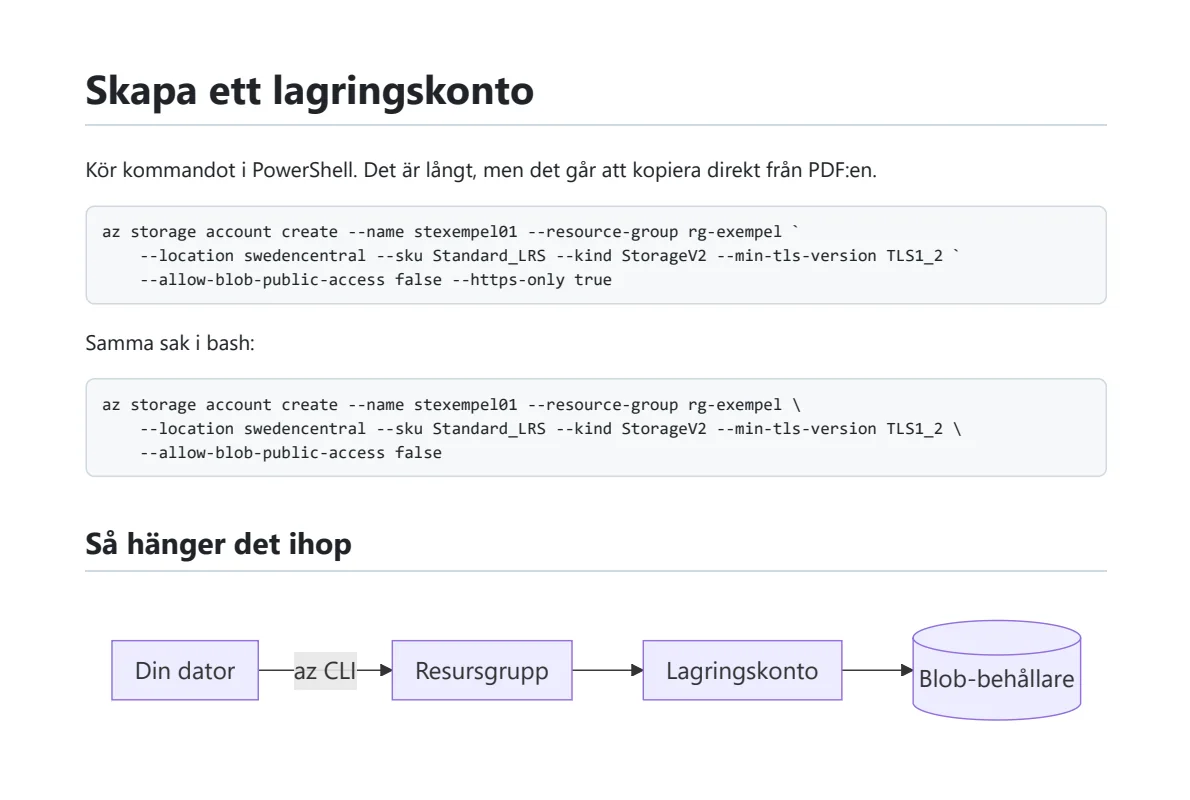 Skapa ett lagringskonto
Kör kommandot i PowerShell. Det är långt, men det går att kopiera direkt från PDF:en.
az storage account create --name stexempel01 --resource-group rg-exempel `
    --location swedencentral --sku Standard_LRS --kind StorageV2 --min-tls-version TLS1_2 `
    --allow-blob-public-access false --https-only true
Samma sak i bash:
az storage account create --name stexempel01 --resource-group rg-exempel \
    --location swedencentral --sku Standard_LRS --kind StorageV2 --min-tls-version TLS1_2 \
    --allow-blob-public-access false
Så hänger det ihop
Din dator
az CLI
Resursgrupp
Lagringskonto
Blob-behållare